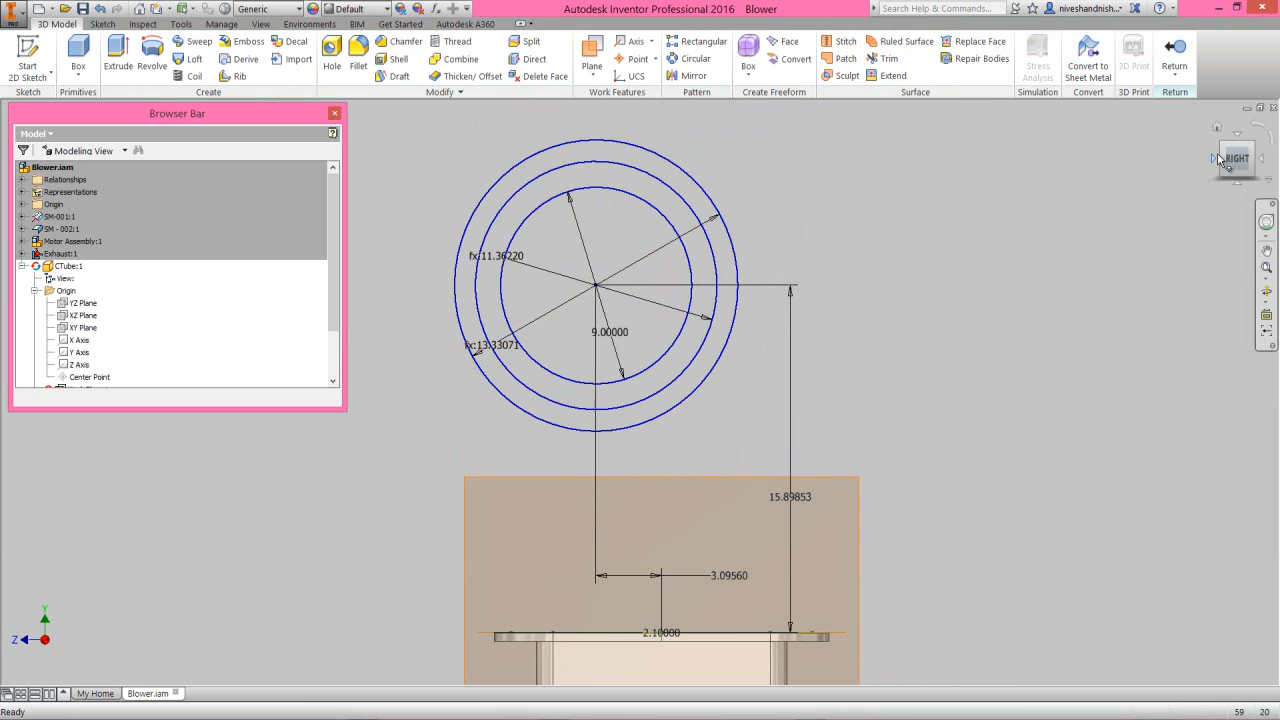 PRO
Generic
Default
Autodesk Inventor Professional 2016 Blower
Search Help & Commands...
niveshandnish...
3D Model
Sketch
Inspect
Tools
Manage
View
Environments
BIM
Get Started
Autodesk A360
Start
2D Sketch
Sketch
Box
Primitives
Extrude
Revolve
Sweep
Loft
Coil
Emboss
Derive
Rib
Decal
Import
Create
Hole
Fillet
Chamfer
Shell
Draft
Thread
Combine
Thicken/ Offset
Split
Direct
Delete Face
Modify
Plane
Axis
Point
UCS
Work Features
Rectangular
Circular
Mirror
Pattern
Box
Face
Convert
Create Freeform
Stitch
Patch
Sculpt
Ruled Surface
Trim
Extend
Replace Face
Repair Bodies
Surface
Stress
Analysis
Simulation
Convert to
Sheet Metal
Convert
3D Print
3D Print
Return
Return
Browser Bar
Model
Modeling View
Blower.iam
Relationships
Representations
Origin
SM-001:1
SM - 002:1
Motor Assembly:1
Exhaust:1
CTube:1
View:
Origin
YZ Plane
XZ Plane
XY Plane
X Axis
Y Axis
Z Axis
Center Point
RIGHT
fx:11.36220
9.00000
fx:13.33071
15.89853
3.09560
2.10000
Y
Z
My Home
Blower.iam
Ready
59
20